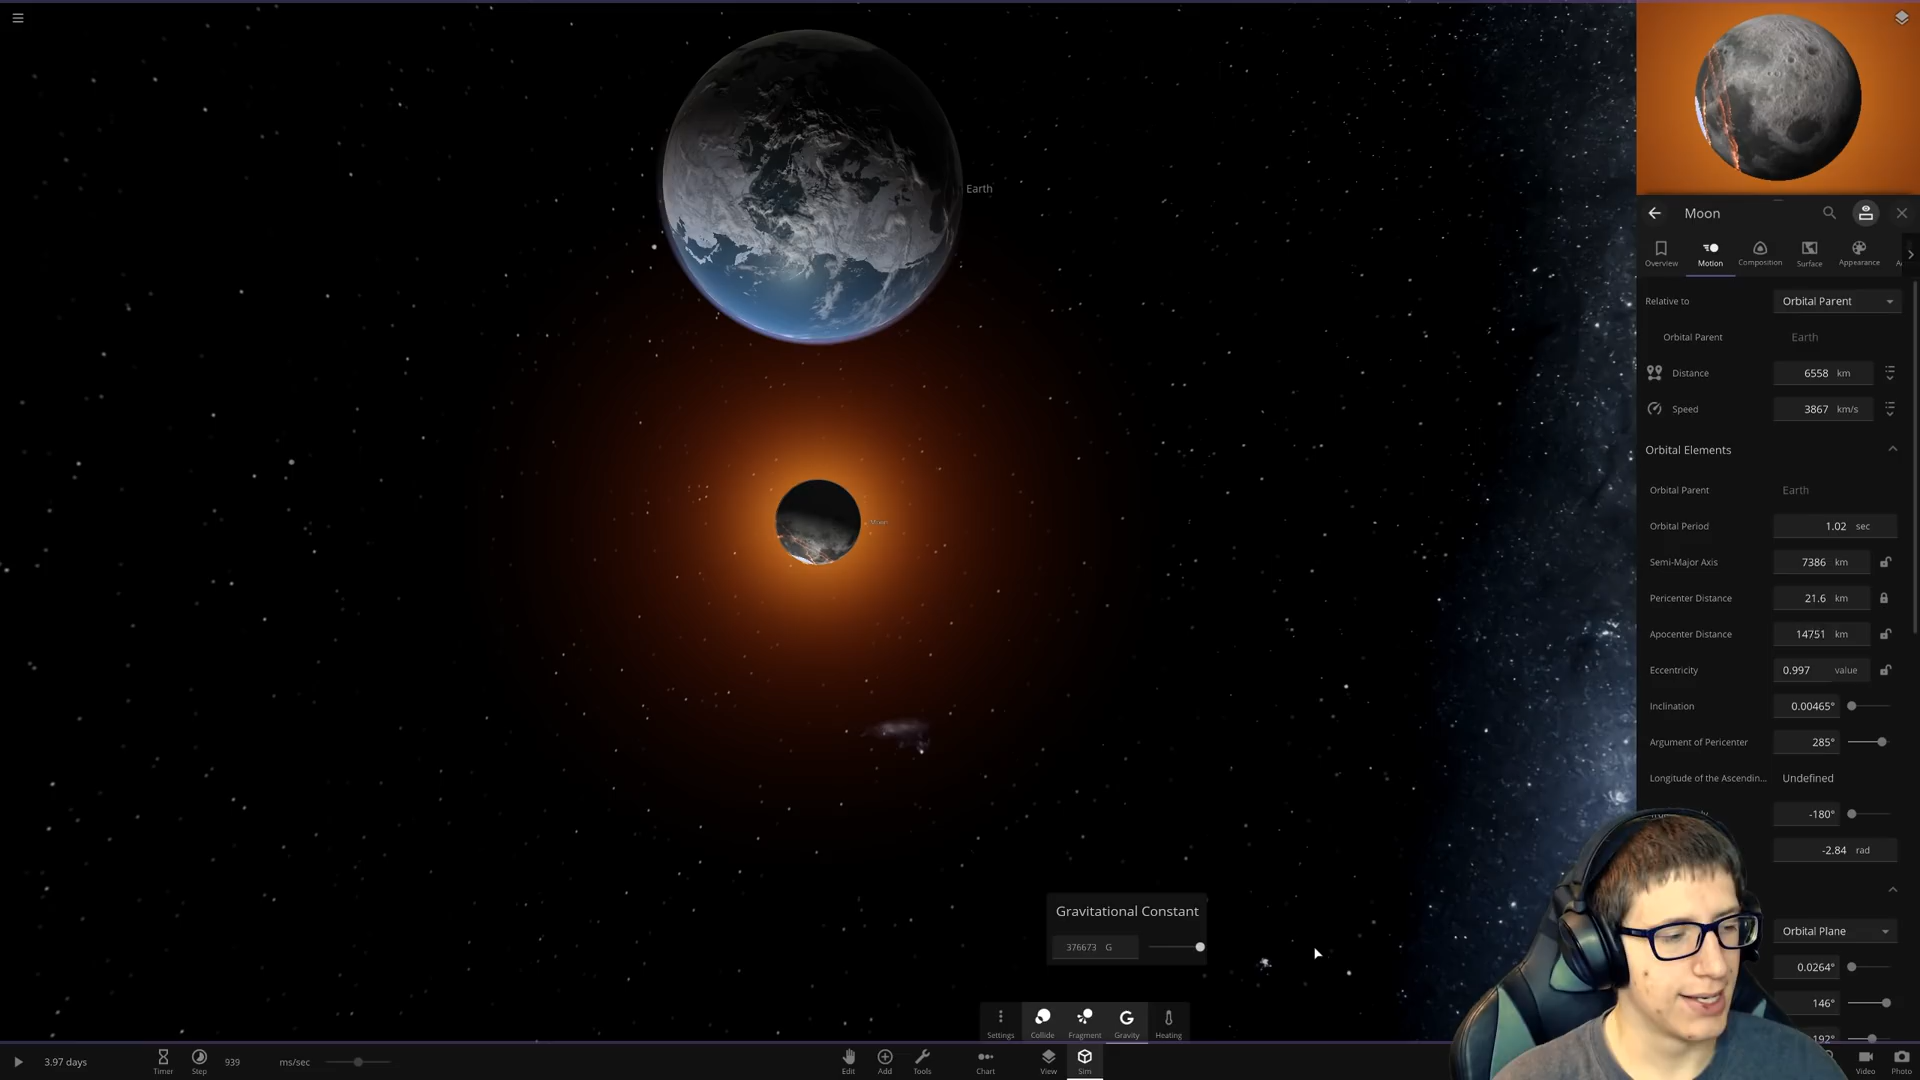 Earth
Moon
Moon
Overview
Motion
Composition
Surface
Appearance
Relative to
Orbital Parent
Orbital Parent
Earth
Distance
6558 km
Speed
3867 km/s
Orbital Elements
Orbital Parent
Earth
Orbital Period
1.02 sec
Semi-Major Axis
7386 km
Pericenter Distance
21.6 km
Apocenter Distance
14751 km
Eccentricity
0.997 value
Inclination
0.00465°
Argument of Pericenter
285°
Longitude of the Ascendin...
Undefined
-180°
-2.84 rad
Orbital Plane
0.0264°
146°
192°
Gravitational Constant
376673 G
Settings
Collide
Fragment
Gravity
Heating
3.97 days
Timer
Step
939 ms/sec
Edit
Add
Tools
Chart
View
Sim
Video
Photo